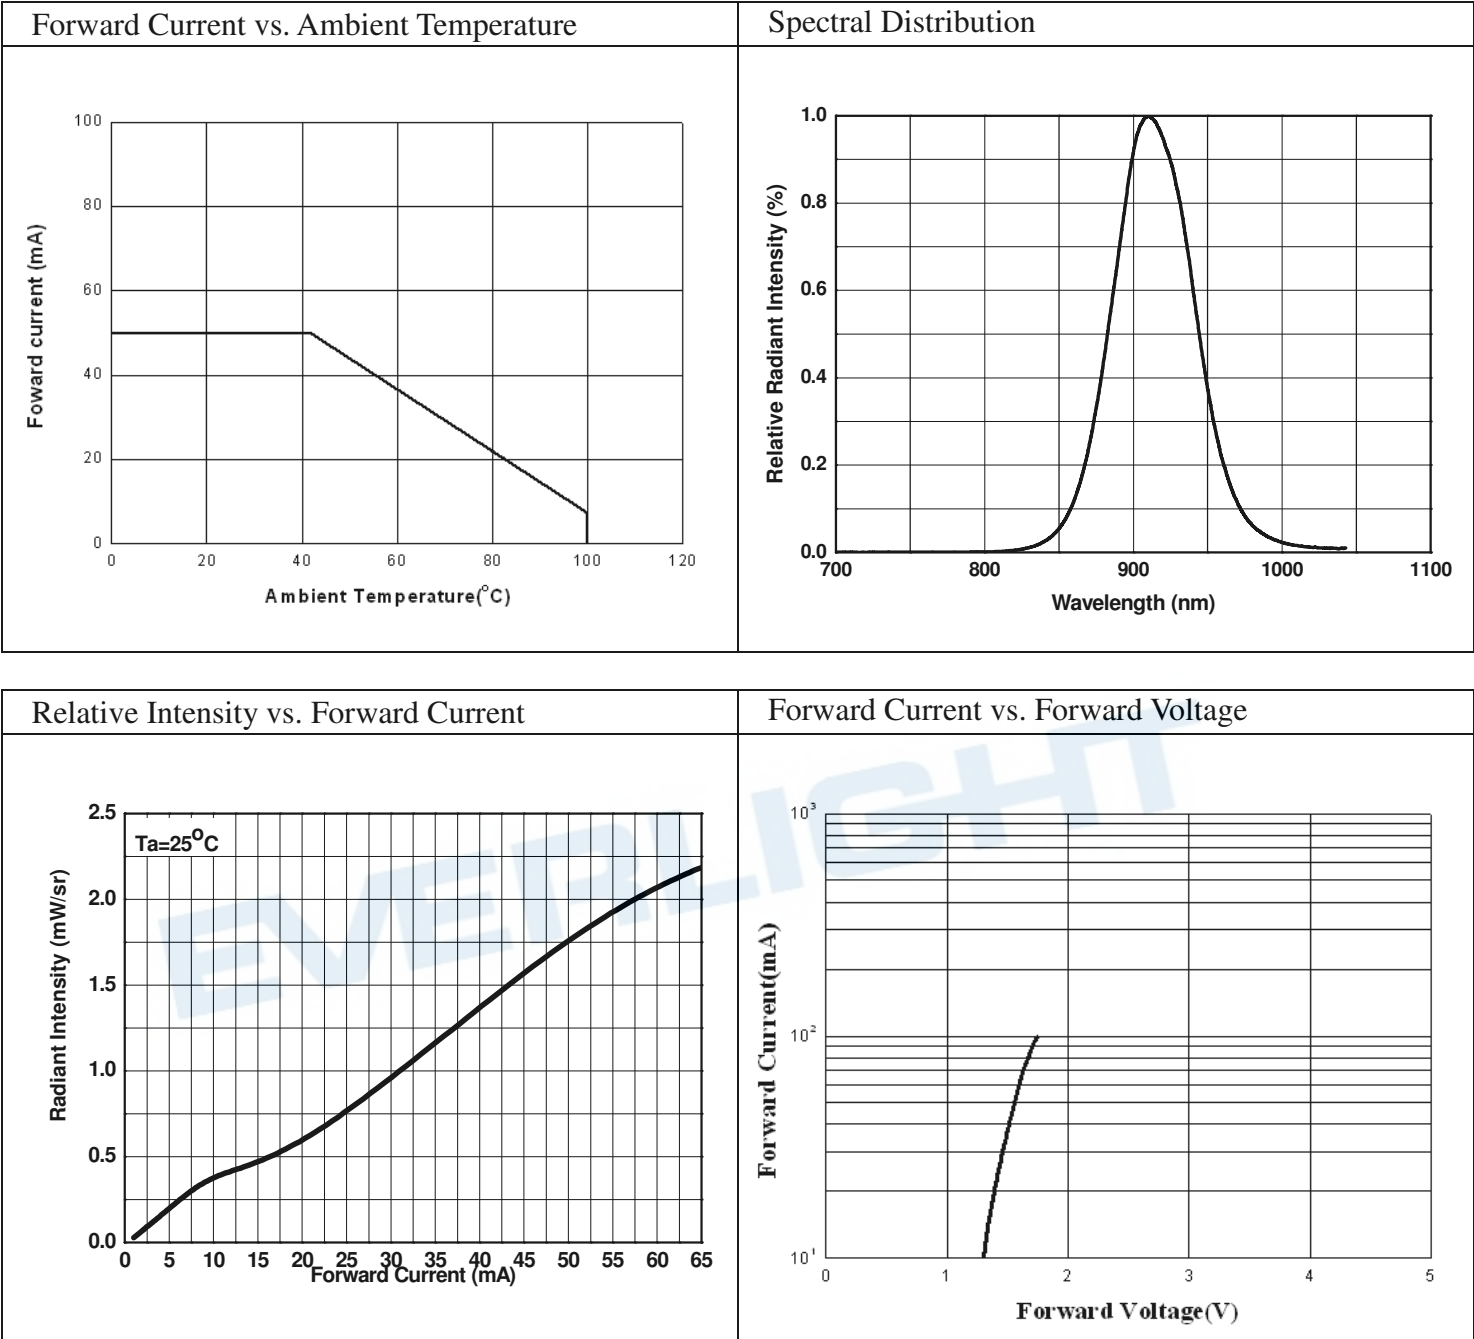 Forward Current vs. Ambient Temperature
Spectral Distribution
100
80
60
40
20
0
Foward current (mA)
0 20 40 60 80 100 120
Ambient Temperature(°C)
1.0
0.8
0.6
0.4
0.2
0.0
Relative Radiant Intensity (%)
700 800 900 1000 1100
Wavelength (nm)
Relative Intensity vs. Forward Current
Forward Current vs. Forward Voltage
EVERLIGHT
2.5
2.0
1.5
1.0
0.5
0.0
Ta=25°C
Radiant Intensity (mW/sr)
0 5 10 15 20 25 30 35 40 45 50 55 60 65
Forward Current (mA)
10³
10²
10¹
Forward Current(mA)
0 1 2 3 4 5
Forward Voltage(V)